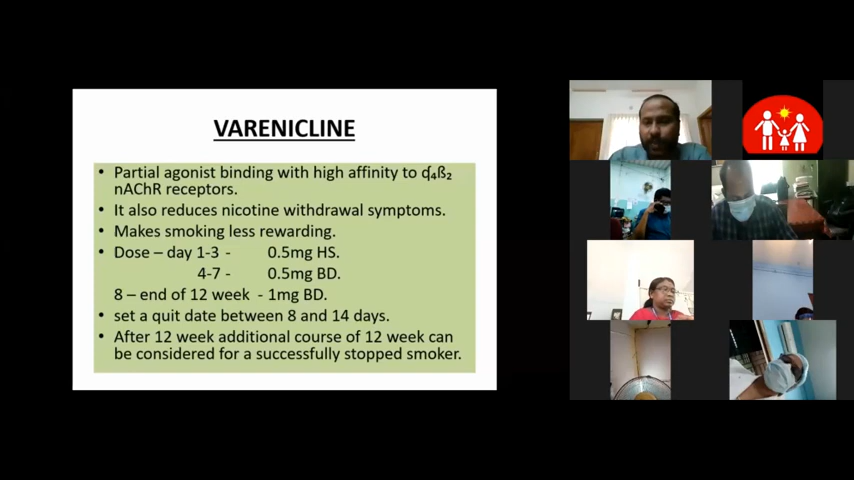 VARENICLINE
• Partial agonist binding with high affinity to α₄ß₂
nAChR receptors.
• It also reduces nicotine withdrawal symptoms.
• Makes smoking less rewarding.
• Dose – day 1-3 - 0.5mg HS.
4-7 - 0.5mg BD.
8 – end of 12 week - 1mg BD.
• set a quit date between 8 and 14 days.
• After 12 week additional course of 12 week can
be considered for a successfully stopped smoker.